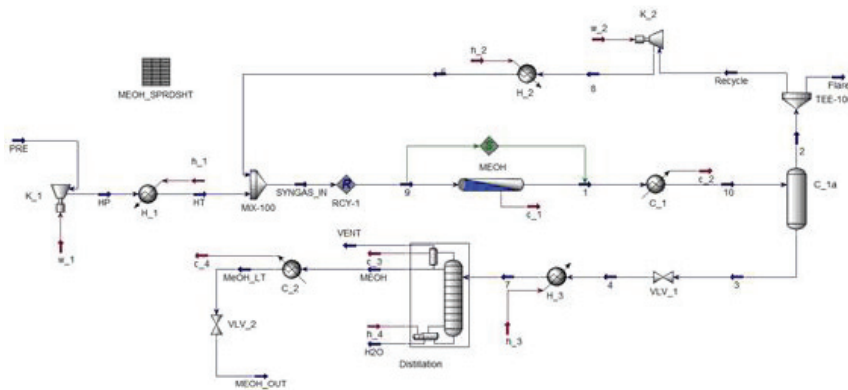 K_2
w_2
h_2
6
H_2
8
Recycle
Flare
TEE-100
MEOH_SPRDSHT
2
PRE
h_1
K_1
HP
H_1
HT
MIX-100
SYNGAS_IN
R
RCY-1
9
S
MEOH
c_1
1
C_1
c_2
10
C_1a
w_1
VENT
c_4
c_3
MeOH_LT
C_2
MEOH
7
H_3
4
VLV_1
3
h_3
VLV_2
h_4
H2O
Distillation
MEOH_OUT